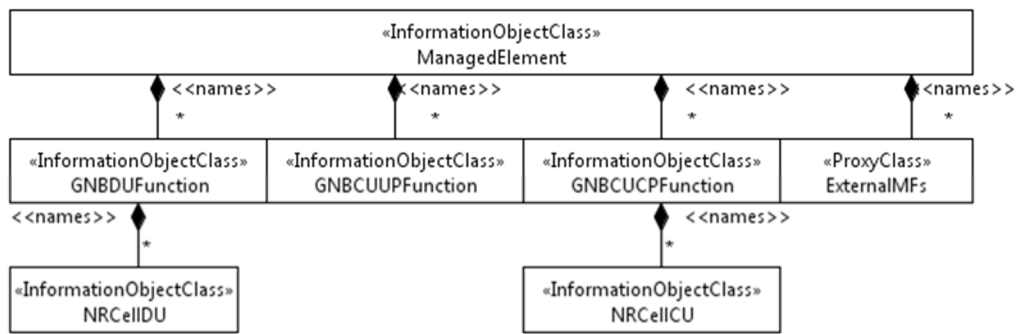 «InformationObjectClass»
ManagedElement
<<names>> <<names>> <<names>> <<names>>
* * * *
«InformationObjectClass» «InformationObjectClass» «InformationObjectClass» «ProxyClass»
GNBDUFunction GNBCUUPFunction GNBCUCPFunction ExternalMFs
<<names>> <<names>>
* *
«InformationObjectClass» «InformationObjectClass»
NRCellDU NRCellCU